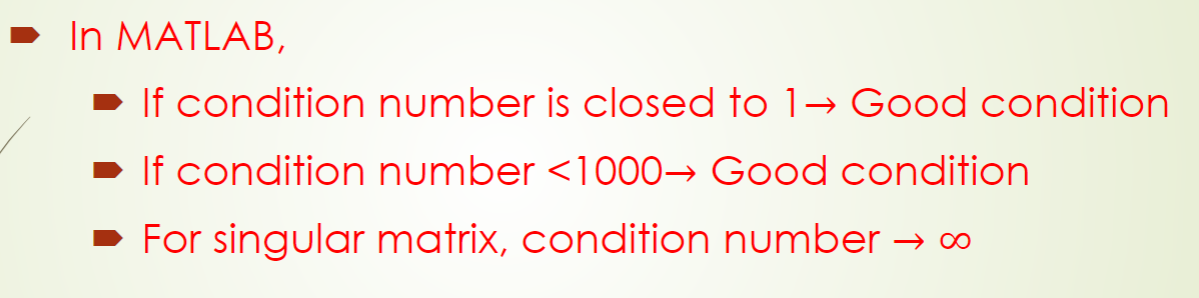 In MATLAB,
If condition number is closed to 1→ Good condition
If condition number <1000→ Good condition
For singular matrix, condition number → ∞